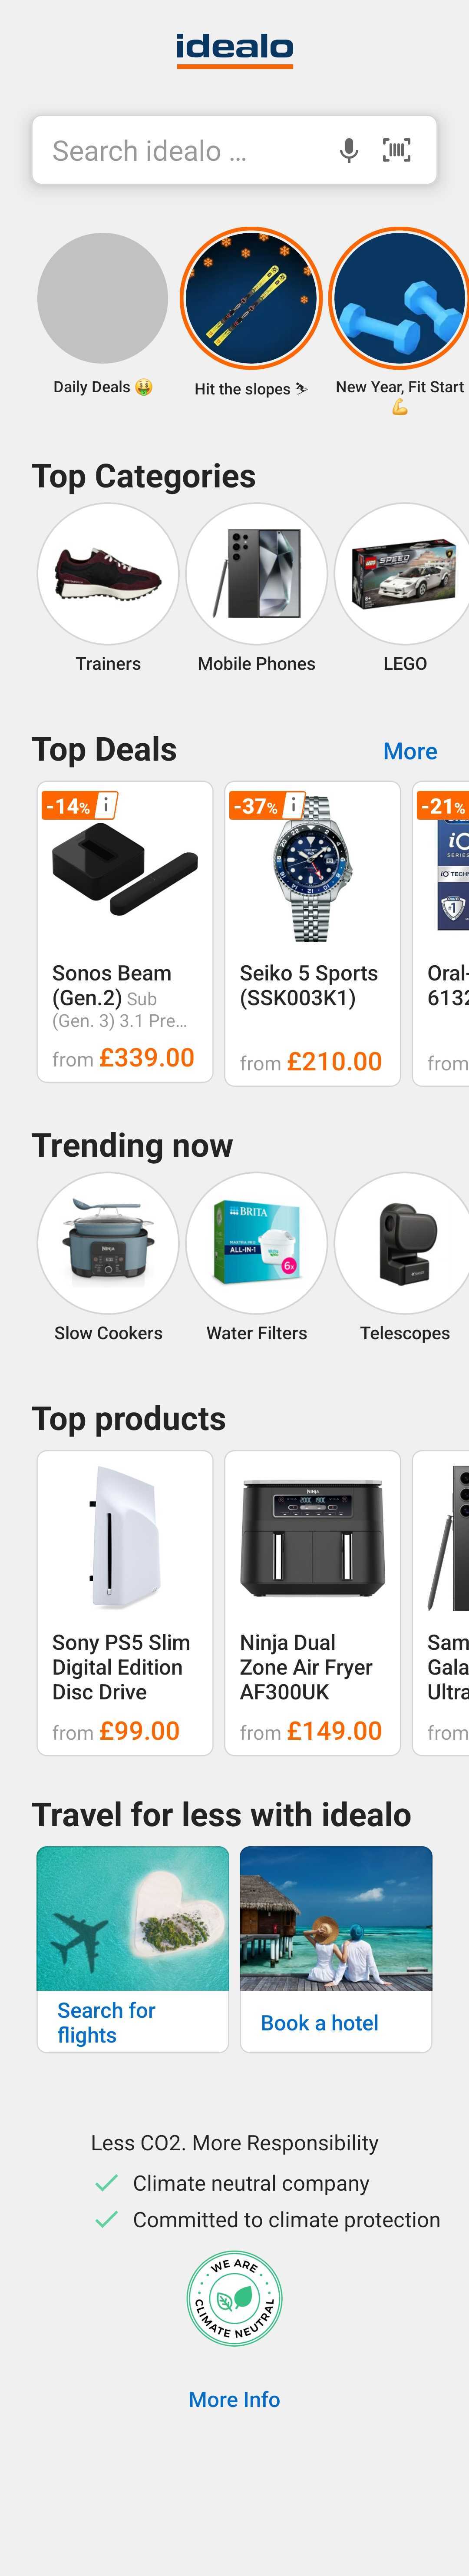 idealo
Search idealo ...
Daily Deals 🤑
Hit the slopes ⛷
New Year, Fit Start
💪
Top Categories
Trainers
Mobile Phones
LEGO
Top Deals
More
-14% i
-37% i
-21%
Sonos Beam
(Gen.2) Sub
(Gen. 3) 3.1 Pre...
from £339.00
Seiko 5 Sports
(SSK003K1)
from £210.00
Oral-
6132
from
Trending now
BRITA
ALL-IN-1
6x
Slow Cookers
Water Filters
Telescopes
Top products
Sony PS5 Slim
Digital Edition
Disc Drive
from £99.00
Ninja Dual
Zone Air Fryer
AF300UK
from £149.00
Sam
Gala
Ultra
from
Travel for less with idealo
Search for
flights
Book a hotel
Less CO2. More Responsibility
Climate neutral company
Committed to climate protection
WE ARE
CLIMATE NEUTRAL
More Info